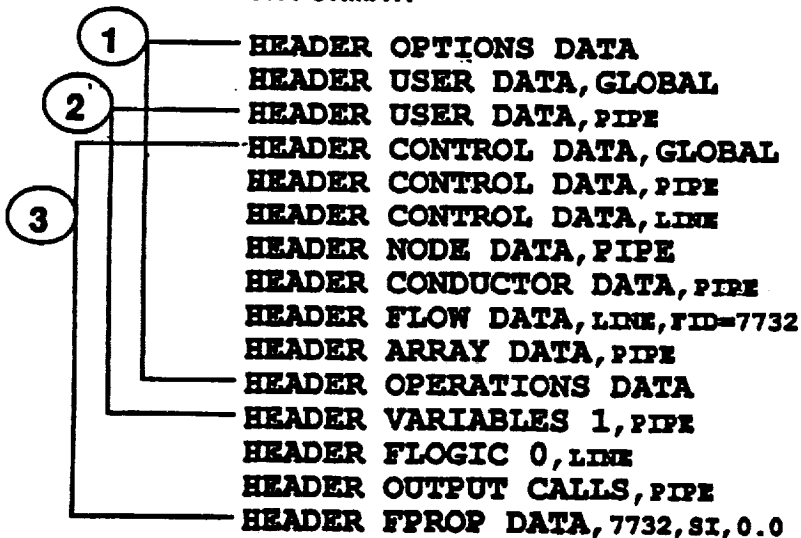 1
HEADER OPTIONS DATA
HEADER USER DATA, GLOBAL
2
HEADER USER DATA, PIPE
HEADER CONTROL DATA, GLOBAL
HEADER CONTROL DATA, PIPE
3
HEADER CONTROL DATA, LINE
HEADER NODE DATA, PIPE
HEADER CONDUCTOR DATA, PIPE
HEADER FLOW DATA, LINE, FID=7732
HEADER ARRAY DATA, PIPE
HEADER OPERATIONS DATA
HEADER VARIABLES 1, PIPE
HEADER FLOGIC 0, LINE
HEADER OUTPUT CALLS, PIPE
HEADER FPROP DATA, 7732, SI, 0.0